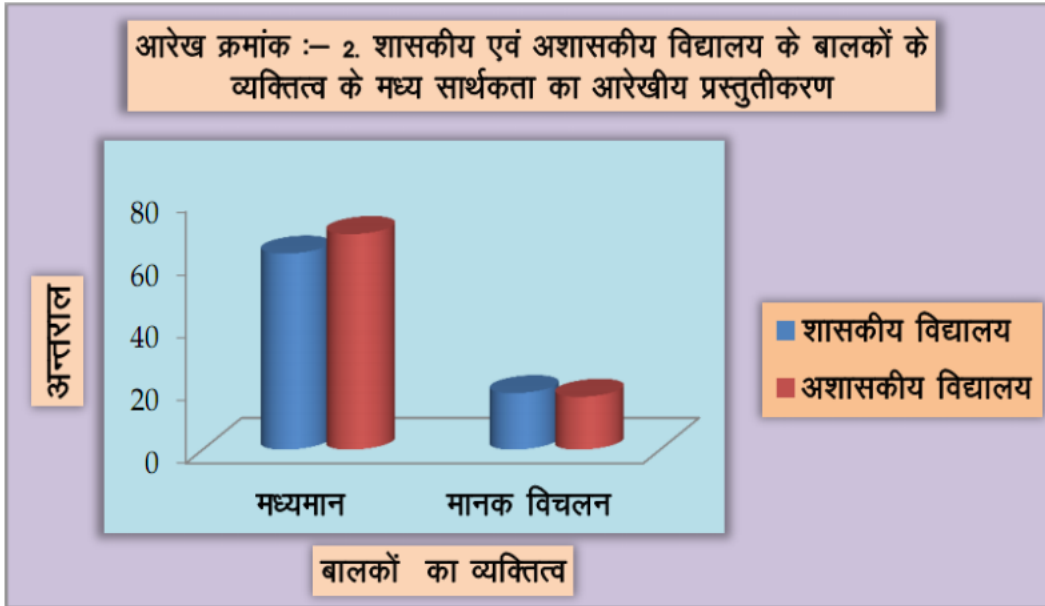 आरेख क्रमांक :– 2. शासकीय एवं अशासकीय विद्यालय के बालकों के
व्यक्तित्व के मध्य सार्थकता का आरेखीय प्रस्तुतीकरण
अन्तराल
80
60
40
20
0
मध्यमान
मानक विचलन
शासकीय विद्यालय
अशासकीय विद्यालय
बालकों का व्यक्तित्व